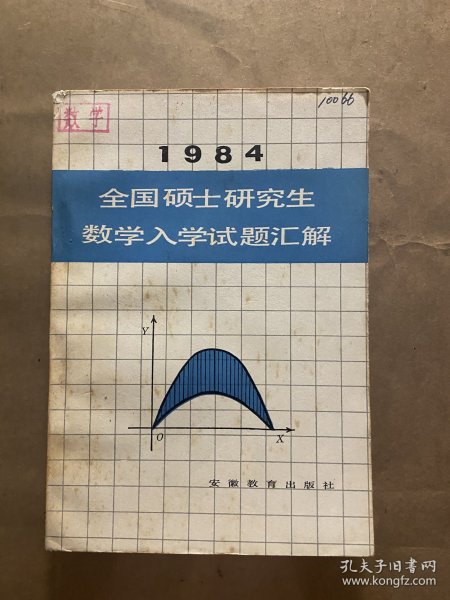 10066
数学
1984
全国硕士研究生
数学入学试题汇解
Y
O
X
安徽教育出版社
孔夫子旧书网
www.kongfz.com